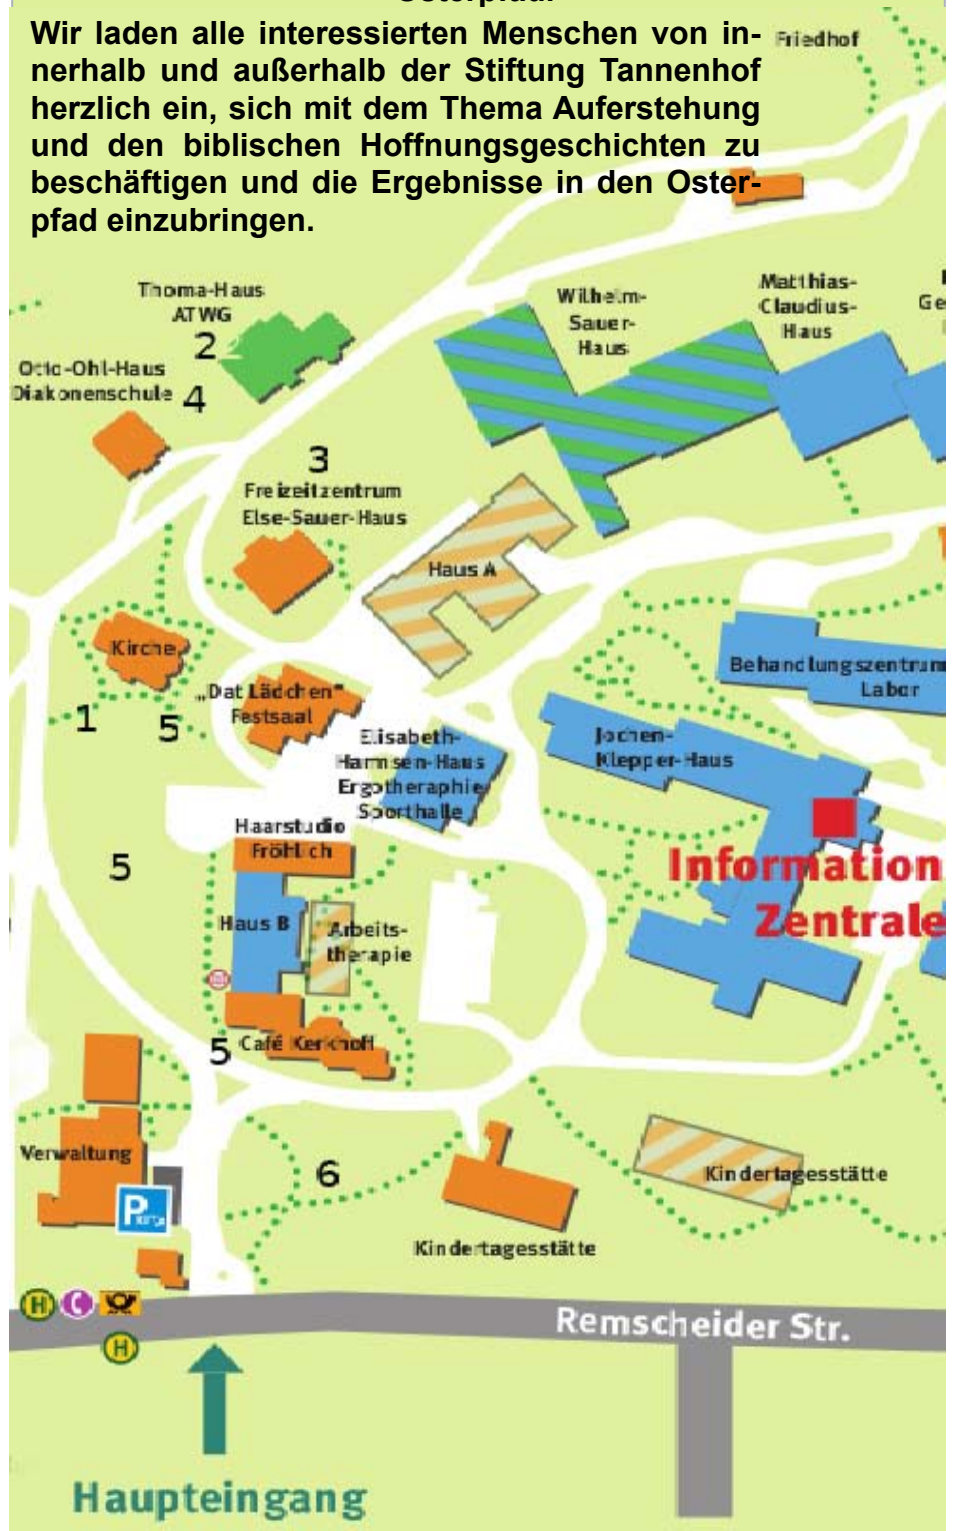 Osterpfad.
Wir laden alle interessierten Menschen von in-
nerhalb und außerhalb der Stiftung Tannenhof
herzlich ein, sich mit dem Thema Auferstehung
und den biblischen Hoffnungsgeschichten zu
beschäftigen und die Ergebnisse in den Oster-
pfad einzubringen.
Friedhof
Thoma-Haus
ATWG
2
Otto-Ohl-Haus
Diakonenschule
4
Wilhelm-
Sauer-
Haus
Matthias-
Claudius-
Haus
Ge
3
Freizeitzentrum
Else-Sauer-Haus
Haus A
Kirche
1
5
„Dat Lädchen"
Festsaal
Behandlungszentrum
Labor
Elisabeth-
Harmsen-Haus
Ergotheraphie
Sporthalle
Jochen-
Klepper-Haus
Haarstudio
Fröhlich
5
Haus B
Arbeits-
therapie
Information
Zentrale
5
Café Kerkhoff
Verwaltung
P
6
Kindertagesstätte
Kindertagesstätte
H
C
H
Remscheider Str.
Haupteingang